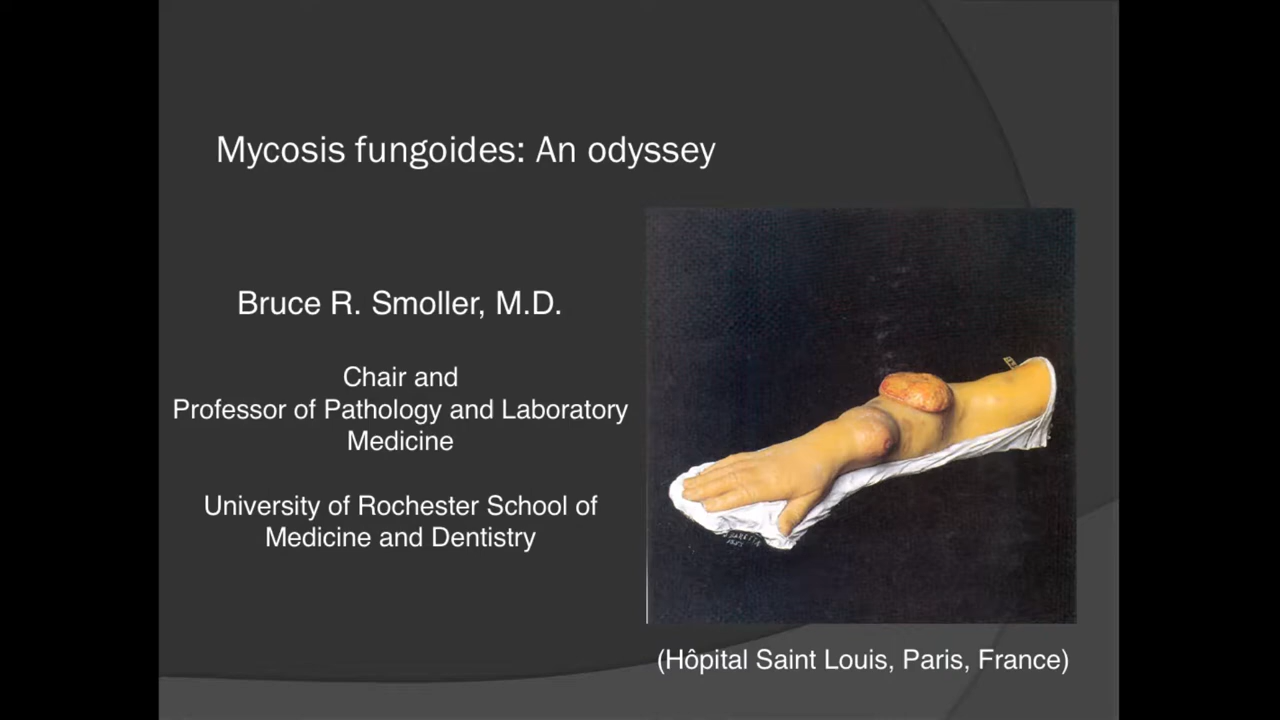 Mycosis fungoides: An odyssey
Bruce R. Smoller, M.D.
Chair and
Professor of Pathology and Laboratory
Medicine
University of Rochester School of
Medicine and Dentistry
(Hôpital Saint Louis, Paris, France)